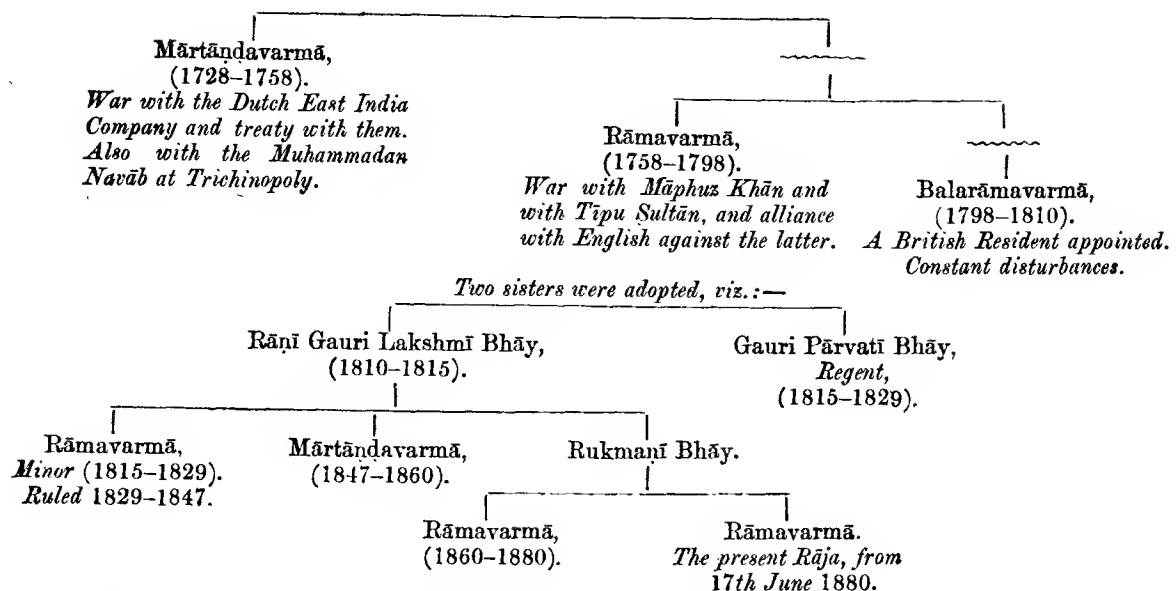 Mārtāṇḍavarmā,
(1728–1758).
War with the Dutch East India
Company and treaty with them.
Also with the Muhammadan
Navāb at Trichinopoly.
Rāmavarmā,
(1758–1798).
War with Māphuz Khān and
with Tīpu Ṣultān, and alliance
with English against the latter.
Balarāmavarmā,
(1798–1810).
A British Resident appointed.
Constant disturbances.
Two sisters were adopted, viz.:—
Rāṇī Gauri Lakshmī Bhāy,
(1810–1815).
Gauri Pārvatī Bhāy,
Regent,
(1815–1829).
Rāmavarmā,
Minor (1815–1829).
Ruled 1829–1847.
Mārtāṇḍavarmā,
(1847–1860).
Rukmaṇī Bhāy.
Rāmavarmā,
(1860–1880).
Rāmavarmā.
The present Rāja, from
17th June 1880.